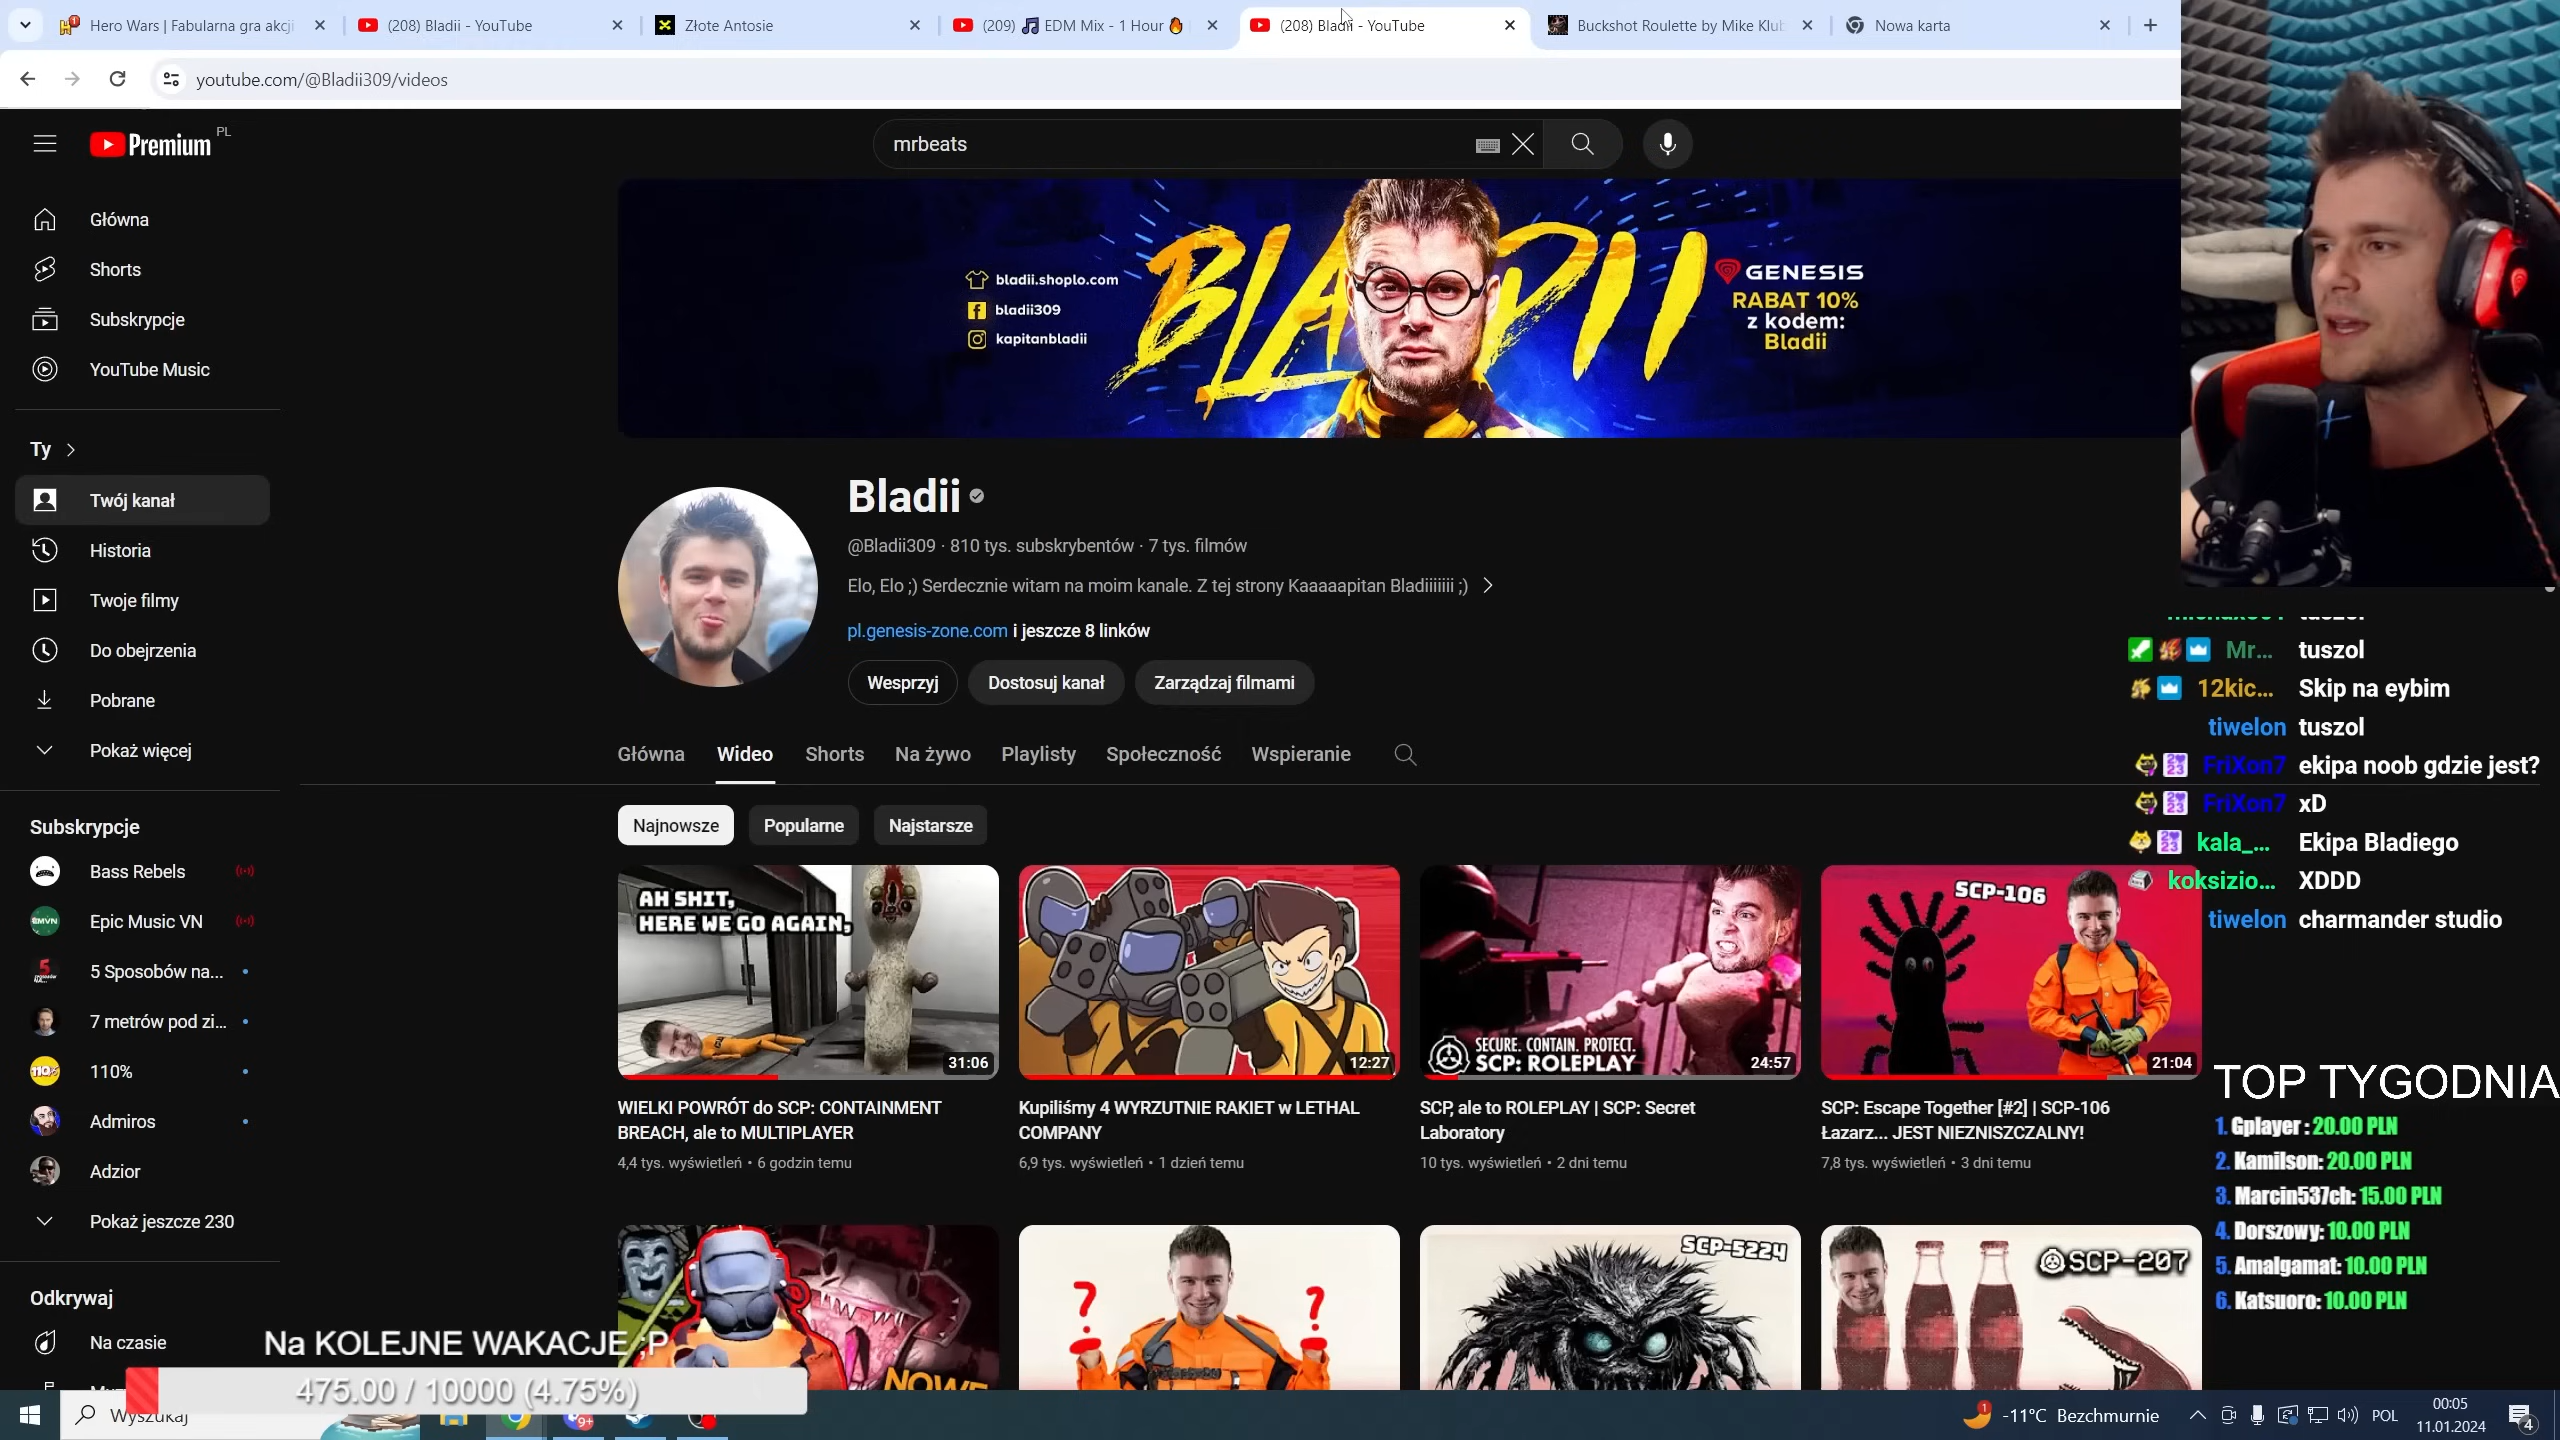 Hero Wars | Fabularna gra akcji
(208) Bladii - YouTube
Złote Antosie
(209) 🎵 EDM Mix - 1 Hour 🔥
(208) Bladii - YouTube
Buckshot Roulette by Mike Klub
Nowa karta
youtube.com/@Bladii309/videos
Premium PL
mrbeats
Główna
Shorts
Subskrypcje
YouTube Music
Ty
Twój kanał
Historia
Twoje filmy
Do obejrzenia
Pobrane
Pokaż więcej
Subskrypcje
Bass Rebels
Epic Music VN
5 Sposobów na...
7 metrów pod zi...
110%
Admiros
Adzior
Pokaż jeszcze 230
Odkrywaj
Na czasie
bladii.shoplo.com
bladii309
kapitanbladii
BLADII
GENESIS
RABAT 10%
z kodem:
Bladii
Bladii
@Bladii309 · 810 tys. subskrybentów · 7 tys. filmów
Elo, Elo ;) Serdecznie witam na moim kanale. Z tej strony Kaaaaapitan Bladiiiiiii ;)
pl.genesis-zone.com i jeszcze 8 linków
Wesprzyj
Dostosuj kanał
Zarządzaj filmami
Główna
Wideo
Shorts
Na żywo
Playlisty
Społeczność
Wspieranie
Najnowsze
Popularne
Najstarsze
AH SHIT,
HERE WE GO AGAIN,
31:06
WIELKI POWRÓT do SCP: CONTAINMENT
BREACH, ale to MULTIPLAYER
4,4 tys. wyświetleń • 6 godzin temu
12:27
Kupiliśmy 4 WYRZUTNIE RAKIET w LETHAL
COMPANY
6,9 tys. wyświetleń • 1 dzień temu
SECURE. CONTAIN. PROTECT.
SCP: ROLEPLAY
24:57
SCP, ale to ROLEPLAY | SCP: Secret
Laboratory
10 tys. wyświetleń • 2 dni temu
SCP-106
21:04
SCP: Escape Together [#2] | SCP-106
Łazarz... JEST NIEZNISZCZALNY!
7,8 tys. wyświetleń • 3 dni temu
NOWE
? ?
SCP-5224
SCP-207
Mr... tuszol
12kic... Skip na eybim
tiwelon tuszol
FriXon7 ekipa noob gdzie jest?
FriXon7 xD
kala_... Ekipa Bladiego
koksizio... XDDD
tiwelon charmander studio
TOP TYGODNIA
1. Gplayer : 20.00 PLN
2. Kamilson: 20.00 PLN
3. Marcin537ch: 15.00 PLN
4. Dorszowy: 10.00 PLN
5. Amalgamat: 10.00 PLN
6. Katsuoro: 10.00 PLN
Na KOLEJNE WAKACJE ;P
475.00 / 10000 (4.75%)
Wyszukaj
9+
-11°C Bezchmurnie
POL
00:05
11.01.2024
4